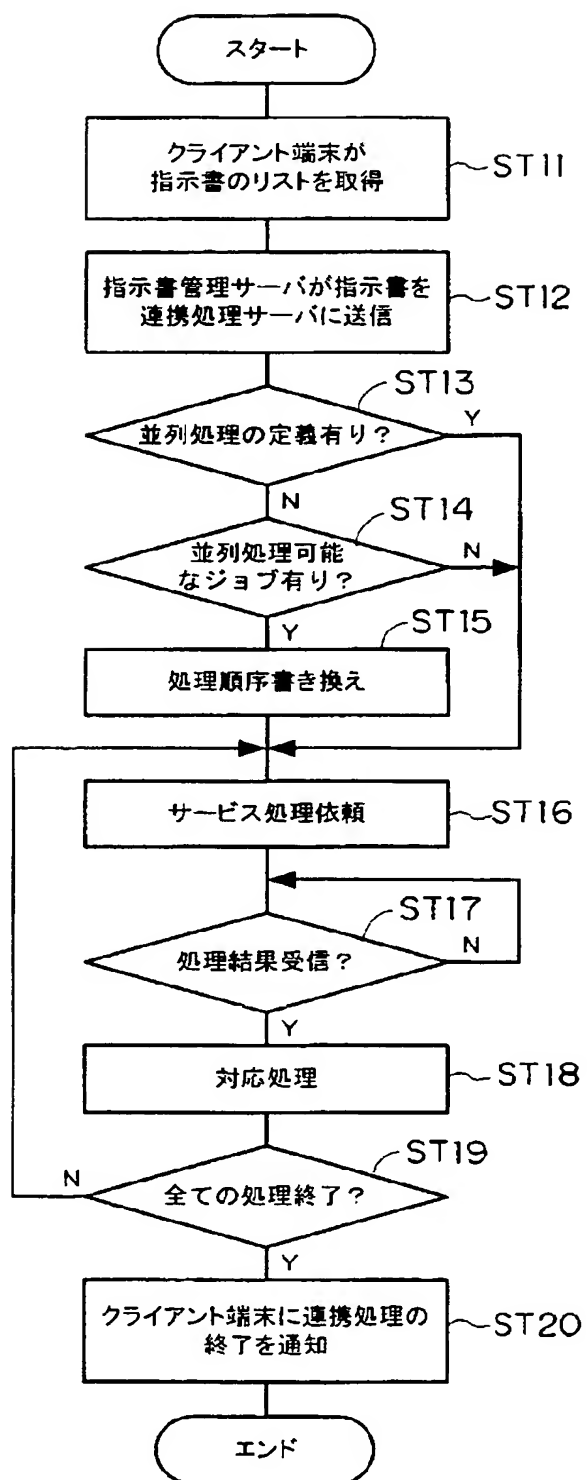 スタート
クライアント端末が
指示書のリストを取得
ST11
指示書管理サーバが指示書を
連携処理サーバに送信
ST12
ST13
並列処理の定義有り？
Y
N
ST14
並列処理可能
なジョブ有り？
N
Y
ST15
処理順序書き換え
サービス処理依頼
ST16
ST17
処理結果受信？
N
Y
対応処理
ST18
ST19
N
全ての処理終了？
Y
クライアント端末に連携処理の
終了を通知
ST20
エンド